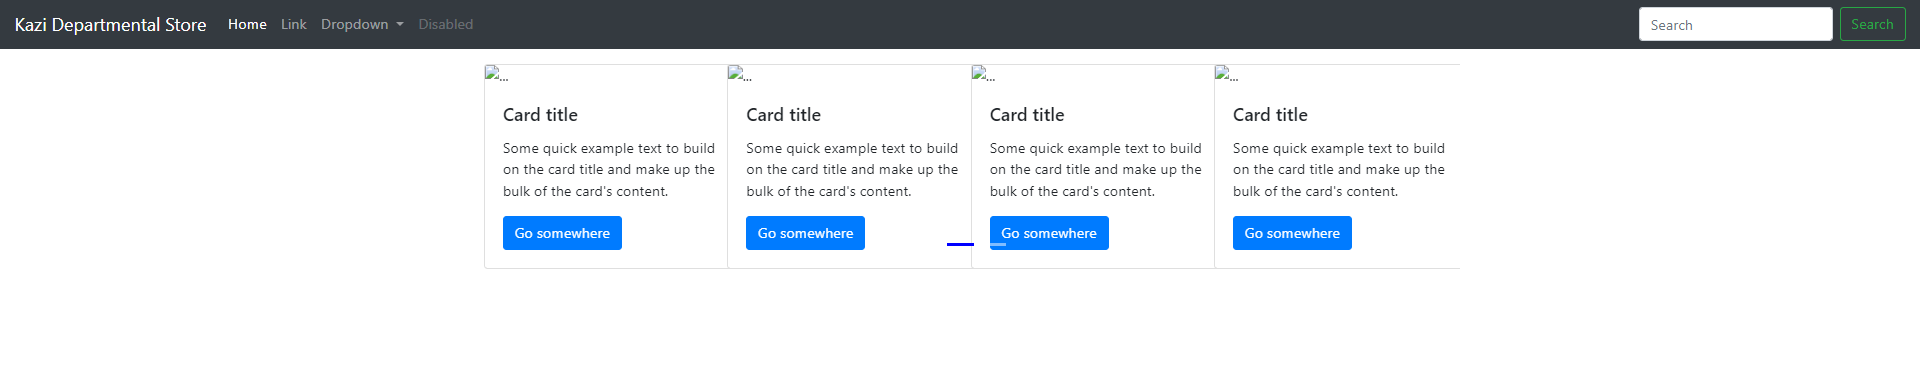 Kazi Departmental Store Home Link Dropdown Disabled Search Search
... ... ... ...
Card title Card title Card title Card title
Some quick example text to build Some quick example text to build Some quick example text to build Some quick example text to build
on the card title and make up the on the card title and make up the on the card title and make up the on the card title and make up the
bulk of the card's content. bulk of the card's content. bulk of the card's content. bulk of the card's content.
Go somewhere Go somewhere Go somewhere Go somewhere